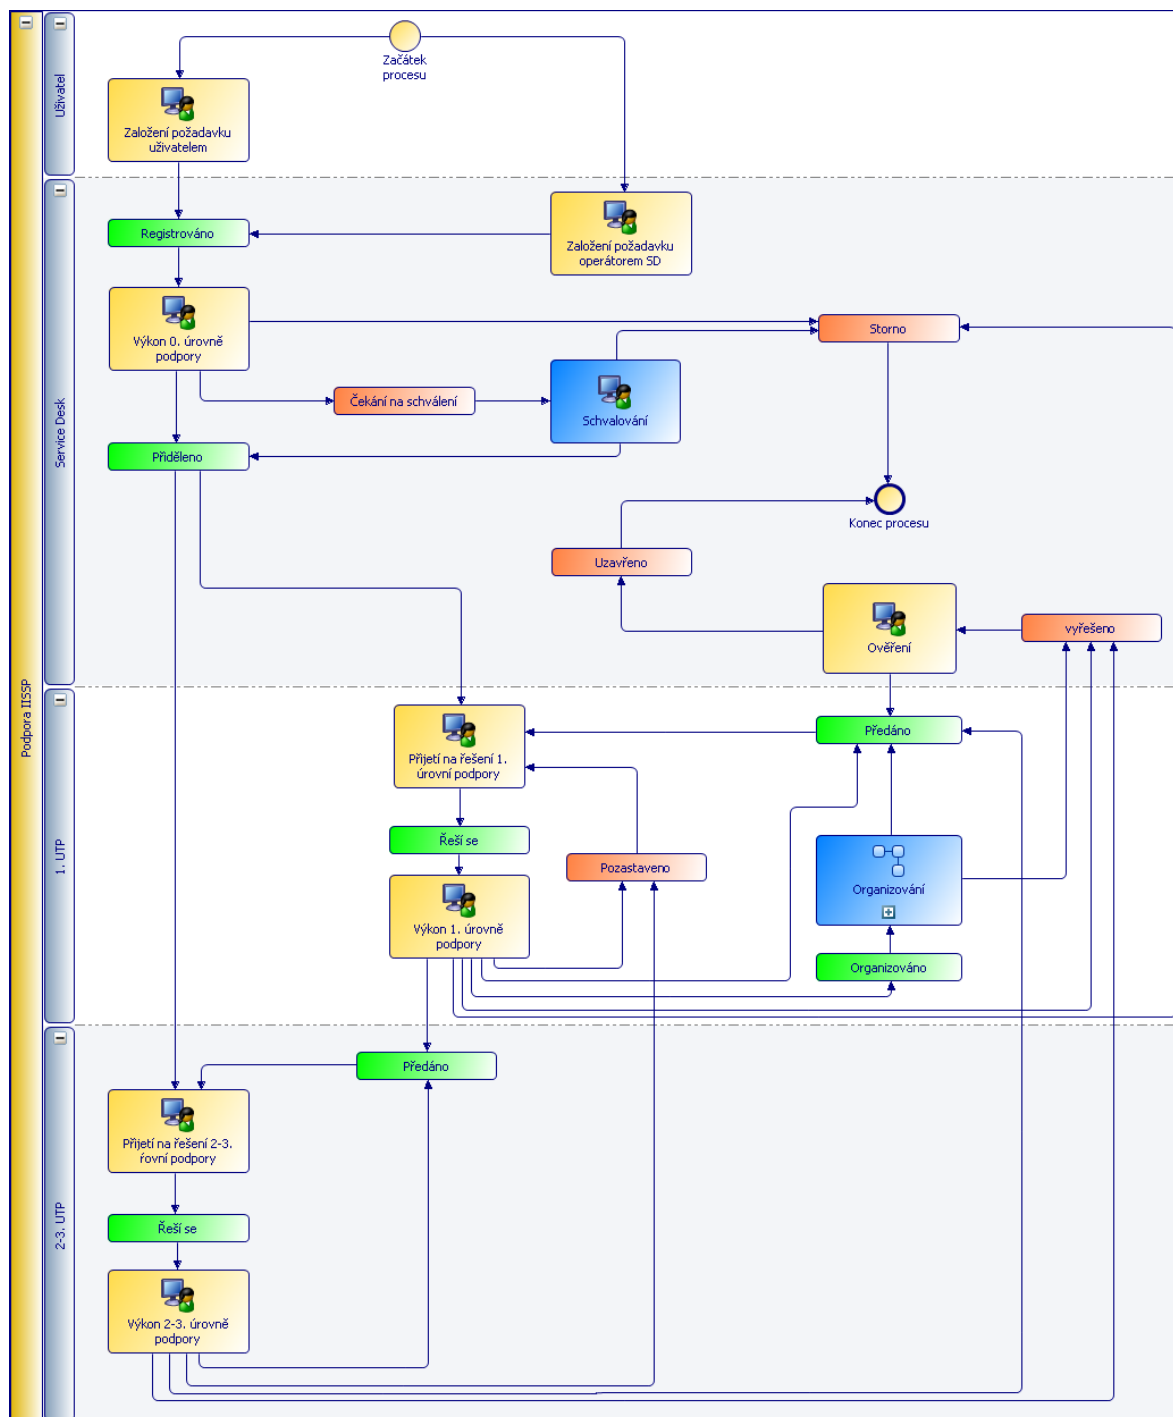 Podpora IISSP
Uživatel
Začátek
procesu
Založení požadavku
uživatelem
Service Desk
Registrováno
Založení požadavku
operátorem SD
Výkon 0. úrovně
podpory
Storno
Čekání na schválení
Schvalování
Přiděleno
Konec procesu
Uzavřeno
Ověření
vyřešeno
1. UTP
Přijetí na řešení 1.
úrovní podpory
Předáno
Řeší se
Pozastaveno
Organizování
Výkon 1. úrovně
podpory
Organizováno
2-3. UTP
Předáno
Přijetí na řešení 2-3.
řovní podpory
Řeší se
Výkon 2-3. úrovně
podpory